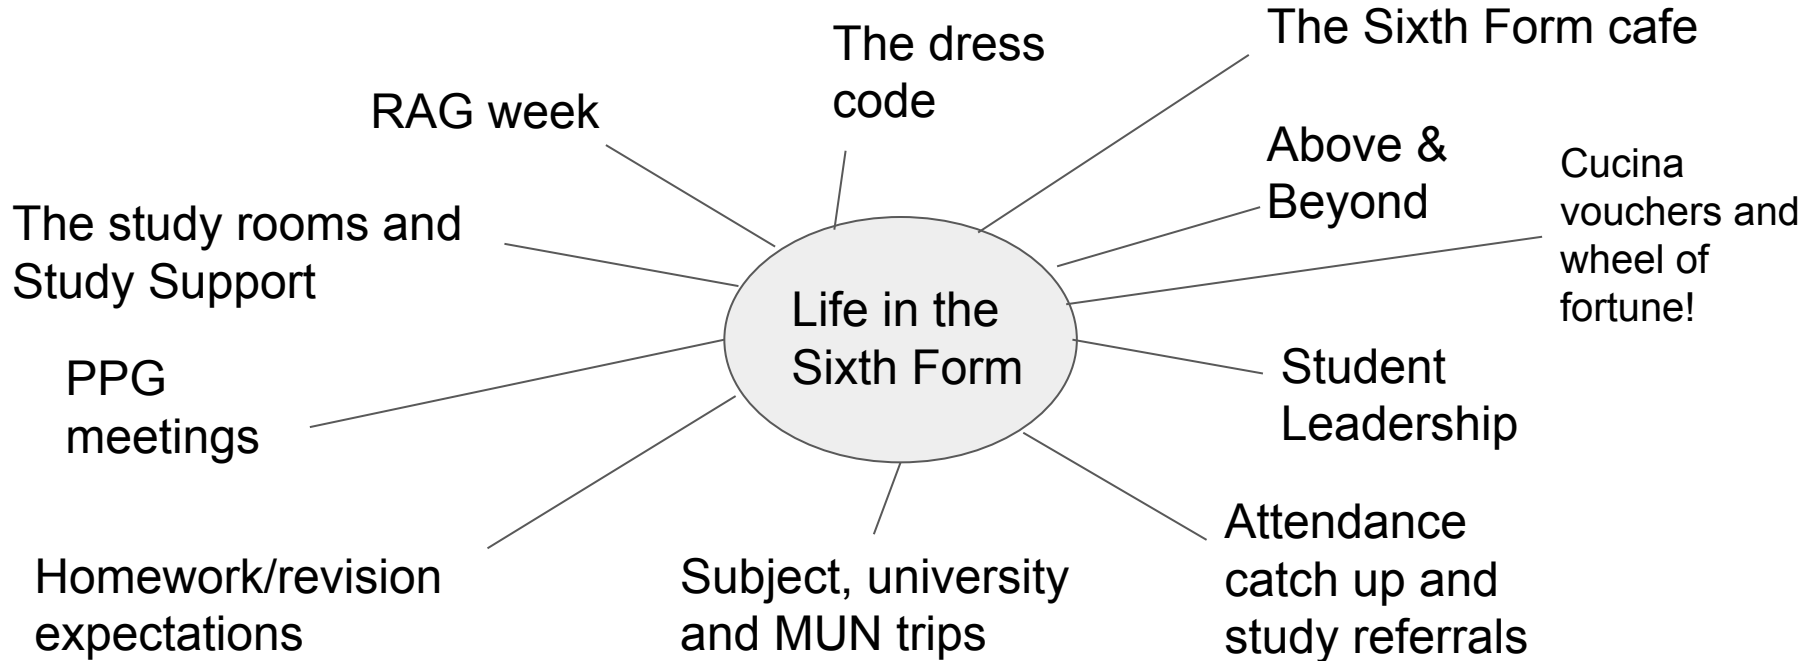 The Sixth Form cafe
The dress
code
RAG week
Above &
Beyond
Cucina
vouchers and
wheel of
fortune!
The study rooms and
Study Support
Life in the
Sixth Form
PPG
meetings
Student
Leadership
Homework/revision
expectations
Subject, university
and MUN trips
Attendance
catch up and
study referrals